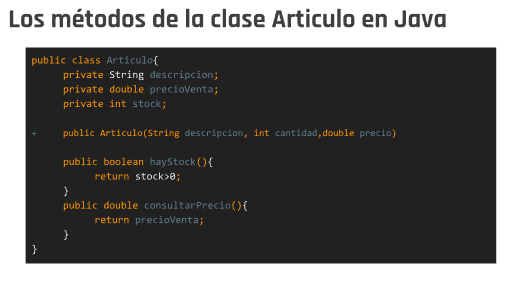 Los métodos de la clase Articulo en Java
public class Articulo{
private String descripcion;
private double precioVenta;
private int stock;
+ public Articulo(String descripcion, int cantidad,double precio)
public boolean hayStock(){
return stock>0;
}
public double consultarPrecio(){
return precioVenta;
}
}